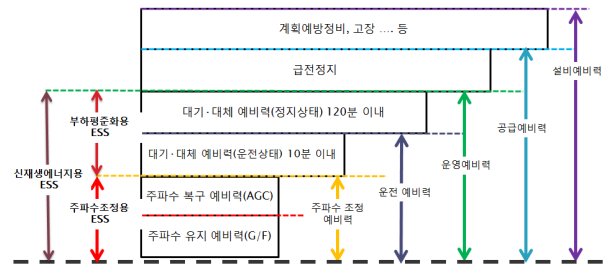 계획예방정비, 고장 …. 등
급전정지
설비예비력
대기·대체 예비력(정지상태) 120분 이내
부하평준화용
ESS
공급예비력
대기·대체 예비력(운전상태) 10분 이내
운영예비력
신재생에너지용
ESS
운전 예비력
주파수 복구 예비력(AGC)
주파수조정용
ESS
주파수 조정
예비력
주파수 유지 예비력(G/F)